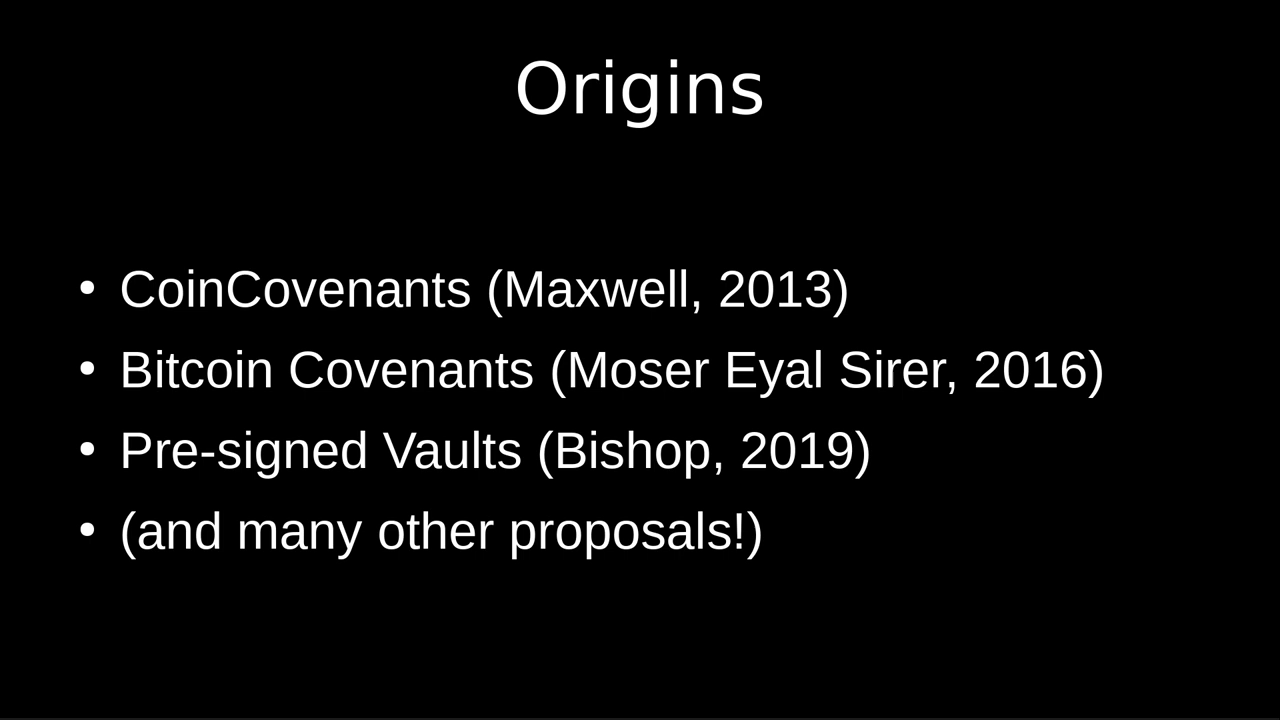 Origins
• CoinCovenants (Maxwell, 2013)
• Bitcoin Covenants (Moser Eyal Sirer, 2016)
• Pre-signed Vaults (Bishop, 2019)
• (and many other proposals!)